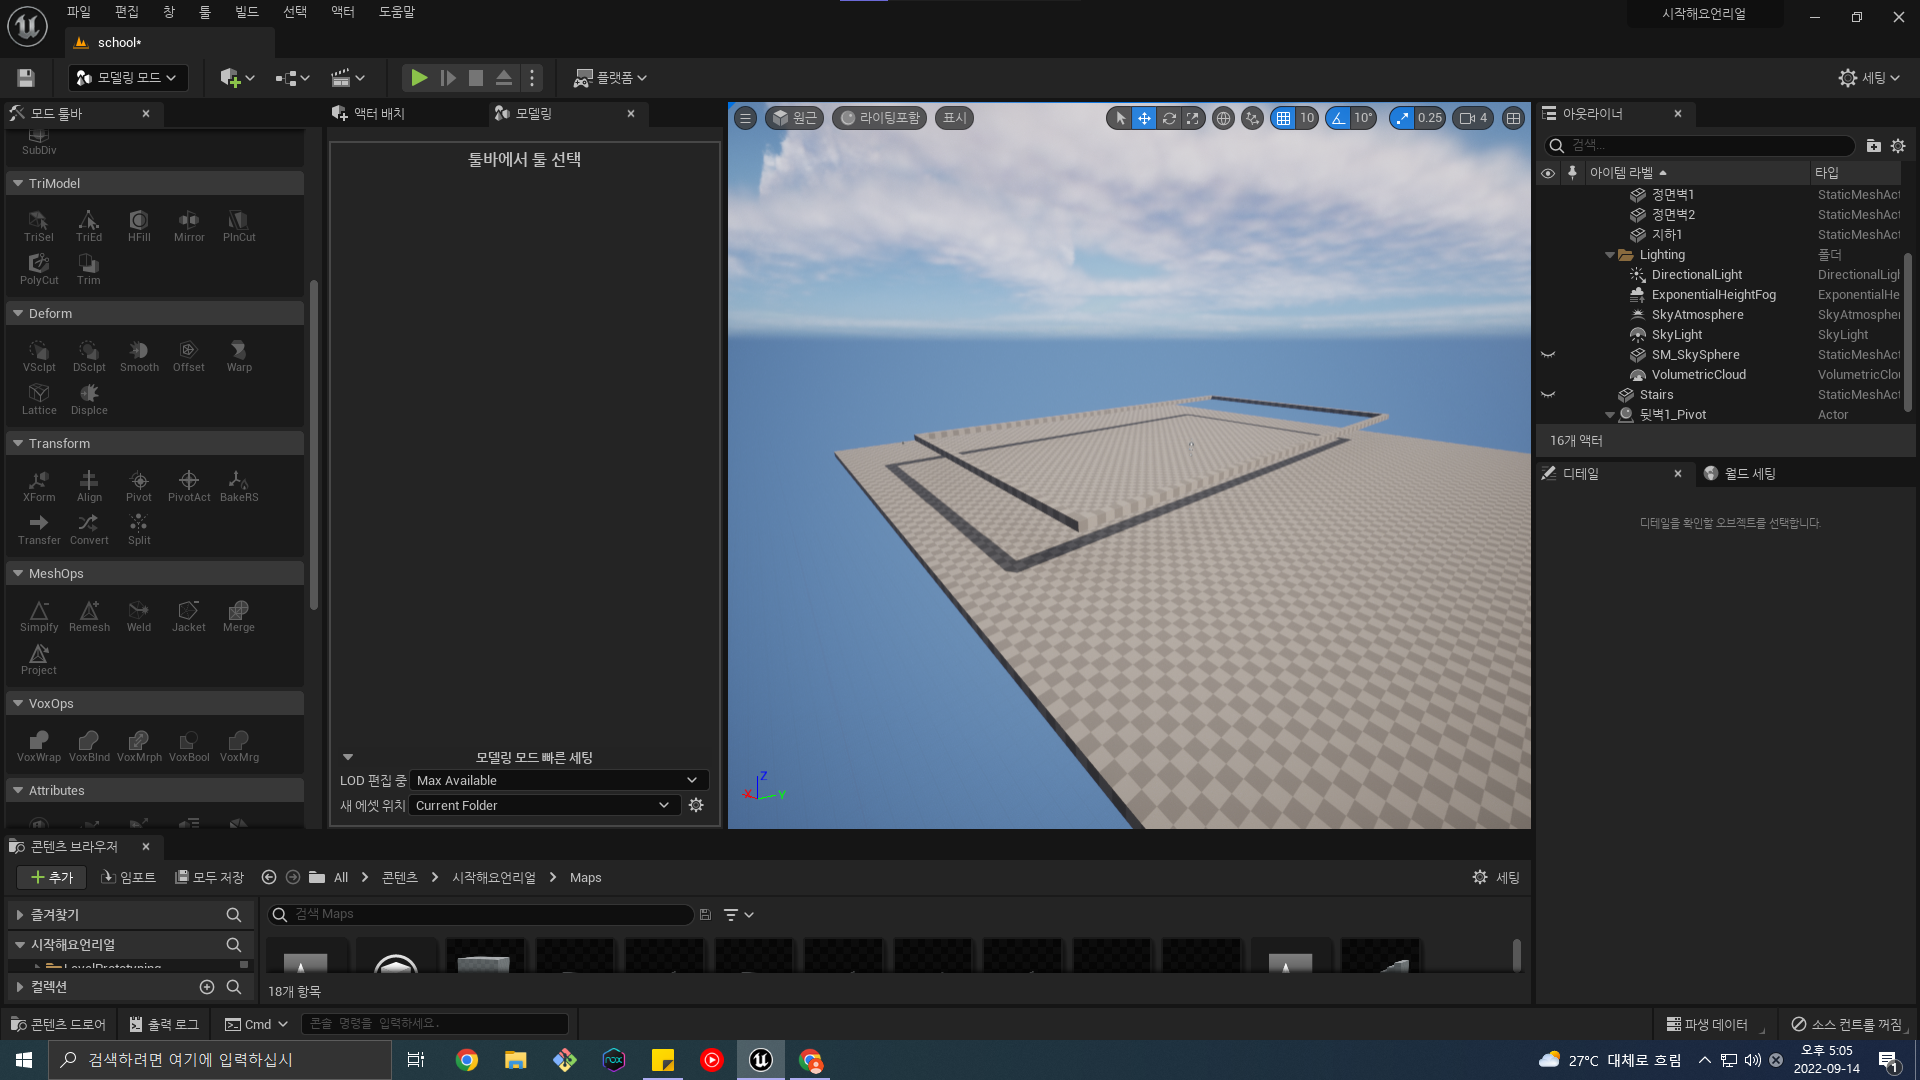 파일 편집 창 툴 빌드 선택 액터 도움말
시작해요언리얼
school*
모델링 모드
플랫폼
세팅
모드 툴바
SubDiv
TriModel
TriSel TriEd HFill Mirror PlnCut
PolyCut Trim
Deform
VSclpt DSclpt Smooth Offset Warp
Lattice Displce
Transform
XForm Align Pivot PivotAct BakeRS
Transfer Convert Split
MeshOps
Simplfy Remesh Weld Jacket Merge
Project
VoxOps
VoxWrap VoxBlnd VoxMrph VoxBool VoxMrg
Attributes
액터 배치 모델링
툴바에서 툴 선택
모델링 모드 빠른 세팅
LOD 편집 중 Max Available
새 에셋 위치 Current Folder
원근 라이팅포함 표시
10 10° 0.25 4
Z
X
Y
아웃라이너
검색...
아이템 라벨 타입
정면벽1 StaticMeshAct
정면벽2 StaticMeshAct
지하1 StaticMeshAct
Lighting 폴더
DirectionalLight DirectionalLigh
ExponentialHeightFog ExponentialHe
SkyAtmosphere SkyAtmospher
SkyLight SkyLight
SM_SkySphere StaticMeshAct
VolumetricCloud VolumetricClou
Stairs StaticMeshAct
뒷벽1_Pivot Actor
16개 액터
디테일 월드 세팅
디테일을 확인할 오브젝트를 선택합니다.
콘텐츠 브라우저
추가 임포트 모두 저장 All 콘텐츠 시작해요언리얼 Maps 세팅
즐겨찾기
시작해요언리얼
LevelPrototyping
컬렉션
검색 Maps
18개 항목
콘텐츠 드로어 출력 로그 Cmd 콘솔 명령을 입력하세요.
파생 데이터 소스 컨트롤 꺼짐
검색하려면 여기에 입력하십시
nox
27°C 대체로 흐림
오후 5:05
2022-09-14
1